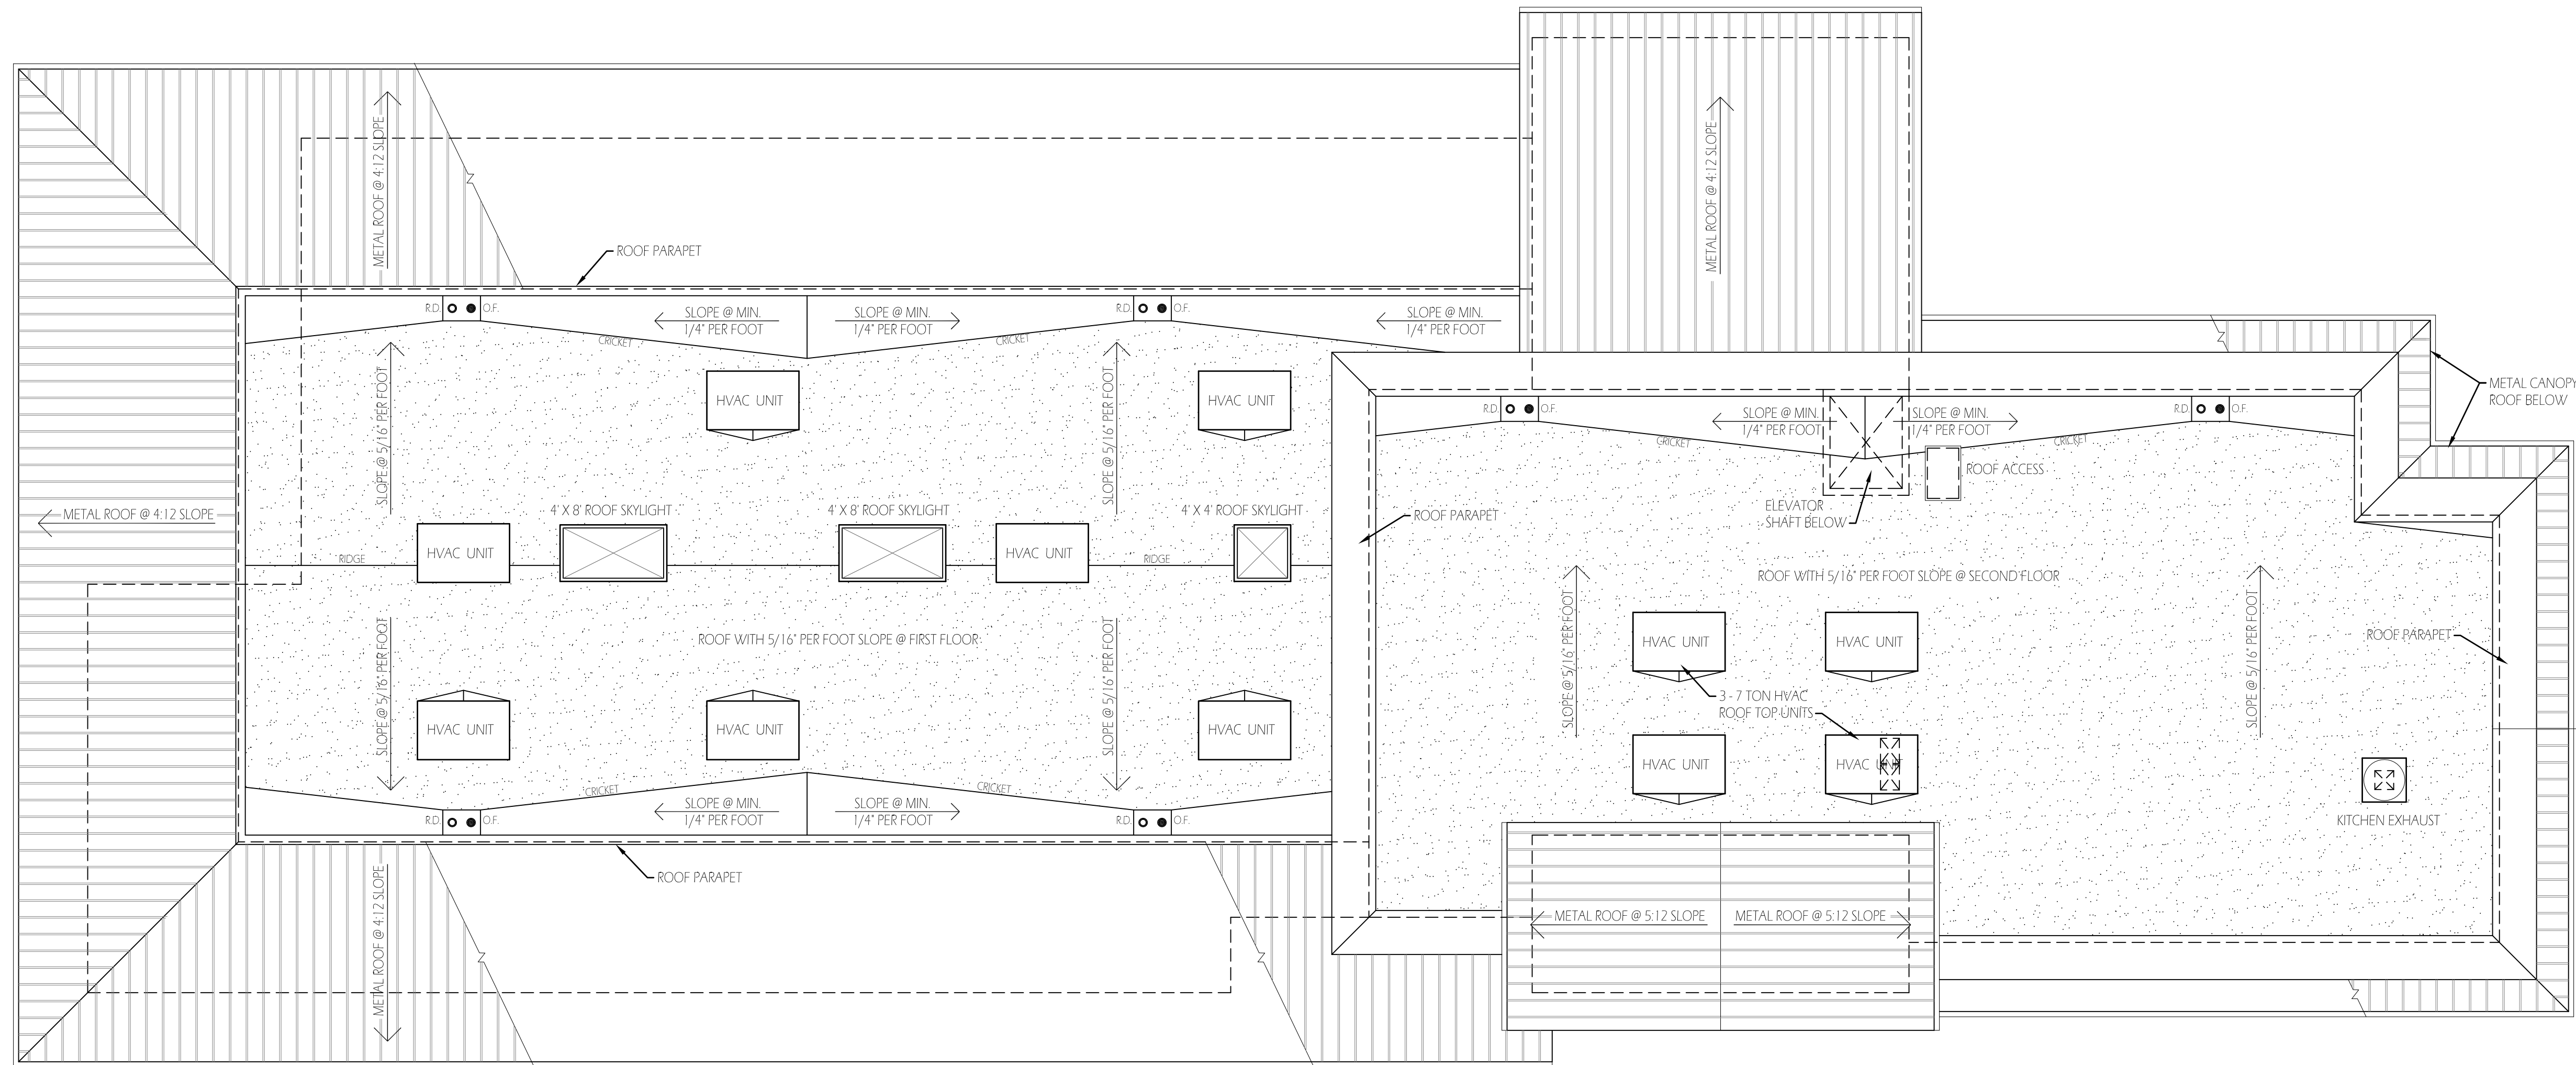 METAL ROOF @ 4:12 SLOPE
METAL ROOF @ 4:12 SLOPE
ROOF PARAPET
R.D.
O.F.
SLOPE @ MIN.
1/4" PER FOOT
SLOPE @ MIN.
1/4" PER FOOT
R.D.
O.F.
SLOPE @ MIN.
1/4" PER FOOT
CRICKET
CRICKET
SLOPE @ 5/16" PER FOOT
SLOPE @ 5/16" PER FOOT
HVAC UNIT
HVAC UNIT
METAL CANOPY
ROOF BELOW
R.D.
O.F.
SLOPE @ MIN.
1/4" PER FOOT
SLOPE @ MIN.
1/4" PER FOOT
R.D.
O.F.
CRICKET
CRICKET
ROOF ACCESS
ELEVATOR
SHAFT BELOW
METAL ROOF @ 4:12 SLOPE
4' X 8' ROOF SKYLIGHT
4' X 8' ROOF SKYLIGHT
4' X 4' ROOF SKYLIGHT
ROOF PARAPET
RIDGE
HVAC UNIT
HVAC UNIT
RIDGE
ROOF WITH 5/16" PER FOOT SLOPE @ SECOND FLOOR
SLOPE @ 5/16" PER FOOT
SLOPE @ 5/16" PER FOOT
ROOF WITH 5/16" PER FOOT SLOPE @ FIRST FLOOR
HVAC UNIT
HVAC UNIT
ROOF PARAPET
SLOPE @ 5/16" PER FOOT
SLOPE @ 5/16" PER FOOT
3 - 7 TON HVAC
ROOF TOP UNITS
HVAC UNIT
HVAC UNIT
HVAC UNIT
HVAC UNIT
HVAC UNIT
CRICKET
CRICKET
R.D.
O.F.
SLOPE @ MIN.
1/4" PER FOOT
SLOPE @ MIN.
1/4" PER FOOT
R.D.
O.F.
KITCHEN EXHAUST
ROOF PARAPET
METAL ROOF @ 4:12 SLOPE
METAL ROOF @ 5:12 SLOPE
METAL ROOF @ 5:12 SLOPE